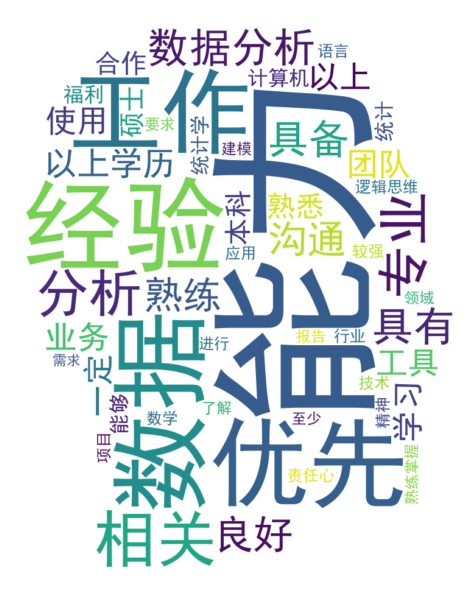 数据分析
语言
合作
工作
计算机
以上
福利
硕士
能力
使用
要求
统计学
具备
统计
建模
以上学历
团队
逻辑思维
经验
本科
熟悉
沟通
专业
应用
较强
分析
熟练
领域
数据
业务
进行
报告
行业
具有
需求
一定
工具
技术
能够
数学
了解
至少
精神
学习
项目
优先
责任心
熟练掌握
相关
良好